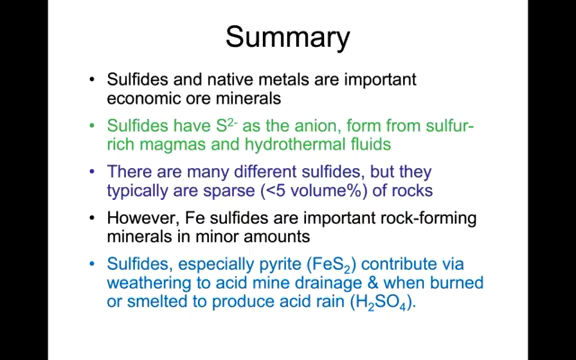 Summary
• Sulfides and native metals are important
economic ore minerals
• Sulfides have S²⁻ as the anion, form from sulfur-
rich magmas and hydrothermal fluids
• There are many different sulfides, but they
typically are sparse (<5 volume%) of rocks
• However, Fe sulfides are important rock-forming
minerals in minor amounts
• Sulfides, especially pyrite (FeS₂) contribute via
weathering to acid mine drainage & when burned
or smelted to produce acid rain (H₂SO₄).